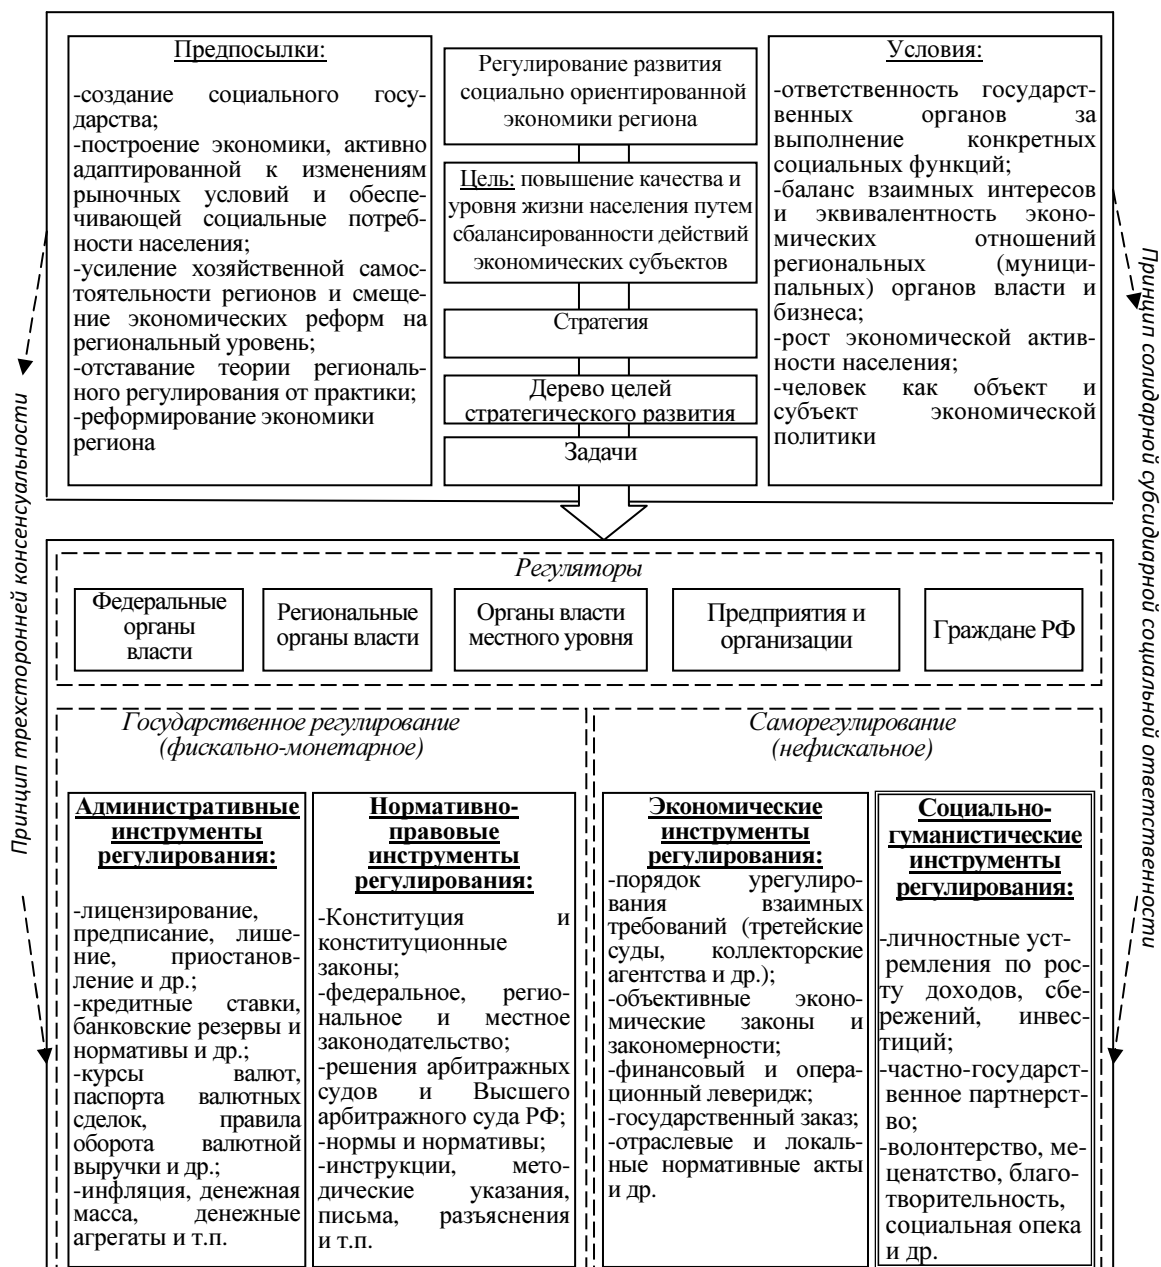 Предпосылки:
-создание социального госу-
дарства;
-построение экономики, активно
адаптированной к изменениям
рыночных условий и обеспе-
чивающей социальные потреб-
ности населения;
-усиление хозяйственной самос-
тоятельности регионов и смеще-
ние экономических реформ на
региональный уровень;
-отставание теории региональ-
ного регулирования от практики;
-реформирование экономики
региона
Регулирование развития
социально ориентированной
экономики региона
Цель: повышение качества и
уровня жизни населения путем
сбалансированности действий
экономических субъектов
Стратегия
Дерево целей
стратегического развития
Задачи
Условия:
-ответственность государст-
венных органов за
выполнение конкретных
социальных функций;
-баланс взаимных интересов
и эквивалентность эконо-
мических отношений
региональных (муници-
пальных) органов власти и
бизнеса;
-рост экономической актив-
ности населения;
-человек как объект и
субъект экономической
политики
Принцип трехсторонней консенсуальности
Принцип солидарной субсидиарной социальной ответственности
Регуляторы
Федеральные
органы
власти
Региональные
органы власти
Органы власти
местного уровня
Предприятия и
организации
Граждане РФ
Государственное регулирование
(фискально-монетарное)
Саморегулирование
(нефискальное)
Административные
инструменты
регулирования:
-лицензирование,
предписание, лише-
ние, приостанов-
ление и др.;
-кредитные ставки,
банковские резервы и
нормативы и др.;
-курсы валют,
паспорта валютных
сделок, правила
оборота валютной
выручки и др.;
-инфляция, денежная
масса, денежные
агрегаты и т.п.
Нормативно-
правовые
инструменты
регулирования:
-Конституция и
конституционные
законы;
-федеральное, регио-
нальное и местное
законодательство;
-решения арбитражных
судов и Высшего
арбитражного суда РФ;
-нормы и нормативы;
-инструкции, мето-
дические указания,
письма, разъяснения
и т.п.
Экономические
инструменты
регулирования:
-порядок урегулиро-
вания взаимных
требований (третейские
суды, коллекторские
агентства и др.);
-объективные эконо-
мические законы и
закономерности;
-финансовый и опера-
ционный леверидж;
-государственный заказ;
-отраслевые и локаль-
ные нормативные акты
и др.
Социально-
гуманистические
инструменты
регулирования:
-личностные уст-
ремления по рос-
ту доходов, сбе-
режений, инвес-
тиций;
-частно-государст-
венное партнерст-
во;
-волонтерство, ме-
ценатство, благо-
творительность,
социальная опека
и др.